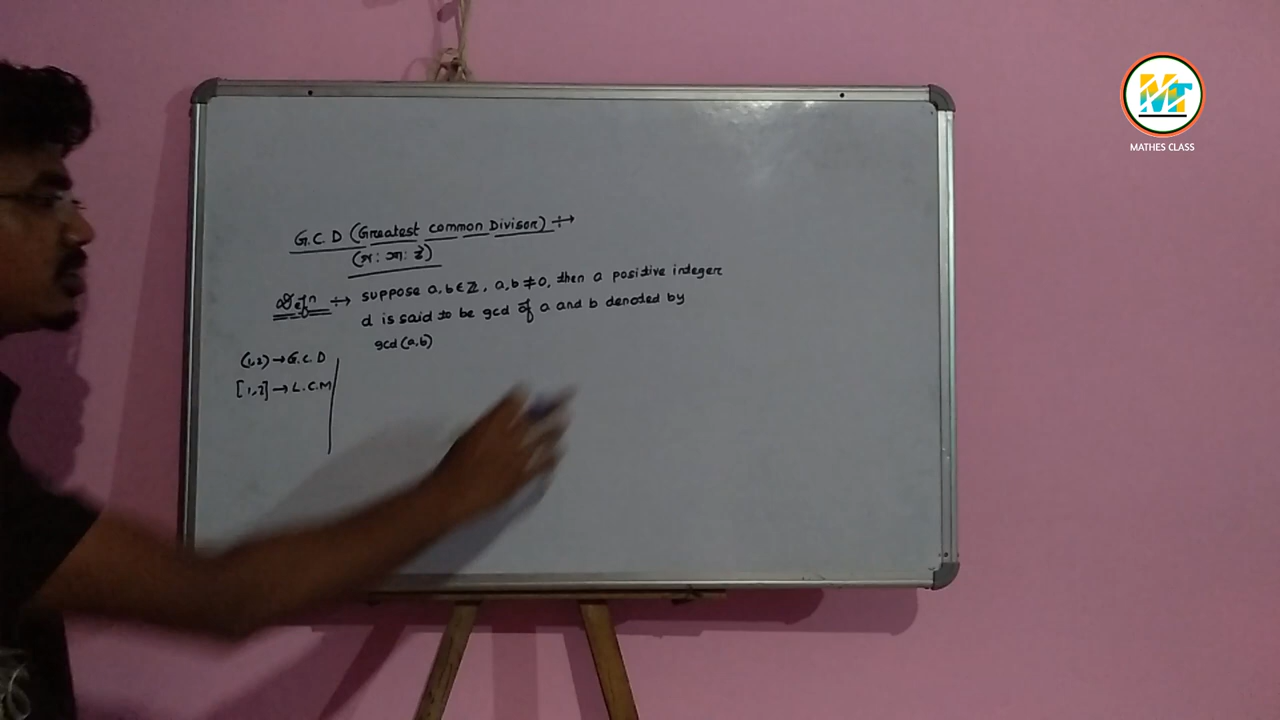 G.C.D (Greatest common Divisor) ÷→
Defⁿ ÷→ suppose a,b∈ℤ, a,b≠0, then a positive integer
d is said to be gcd of a and b denoted by
gcd(a,b)
(1,2)→G.C.D
[1,2]→L.C.M
MT
MATHES CLASS